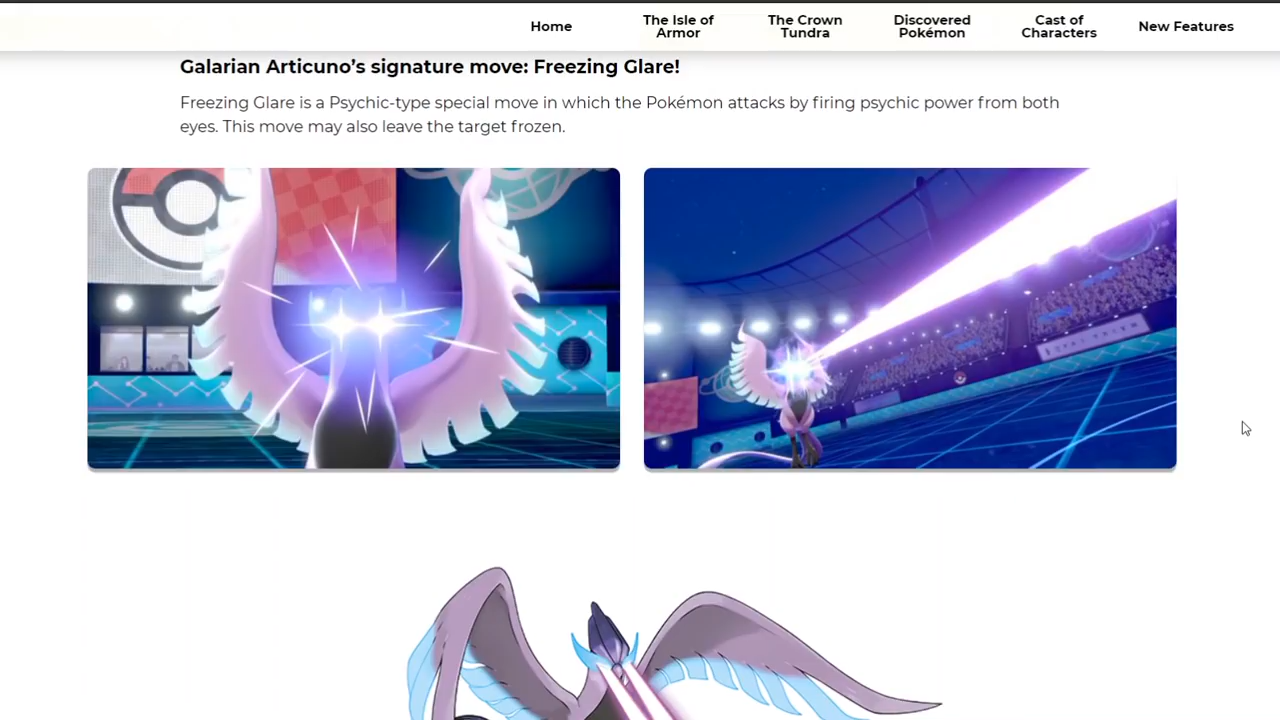 Home
The Isle of
Armor
The Crown
Tundra
Discovered
Pokémon
Cast of
Characters
New Features
Galarian Articuno’s signature move: Freezing Glare!
Freezing Glare is a Psychic-type special move in which the Pokémon attacks by firing psychic power from both
eyes. This move may also leave the target frozen.